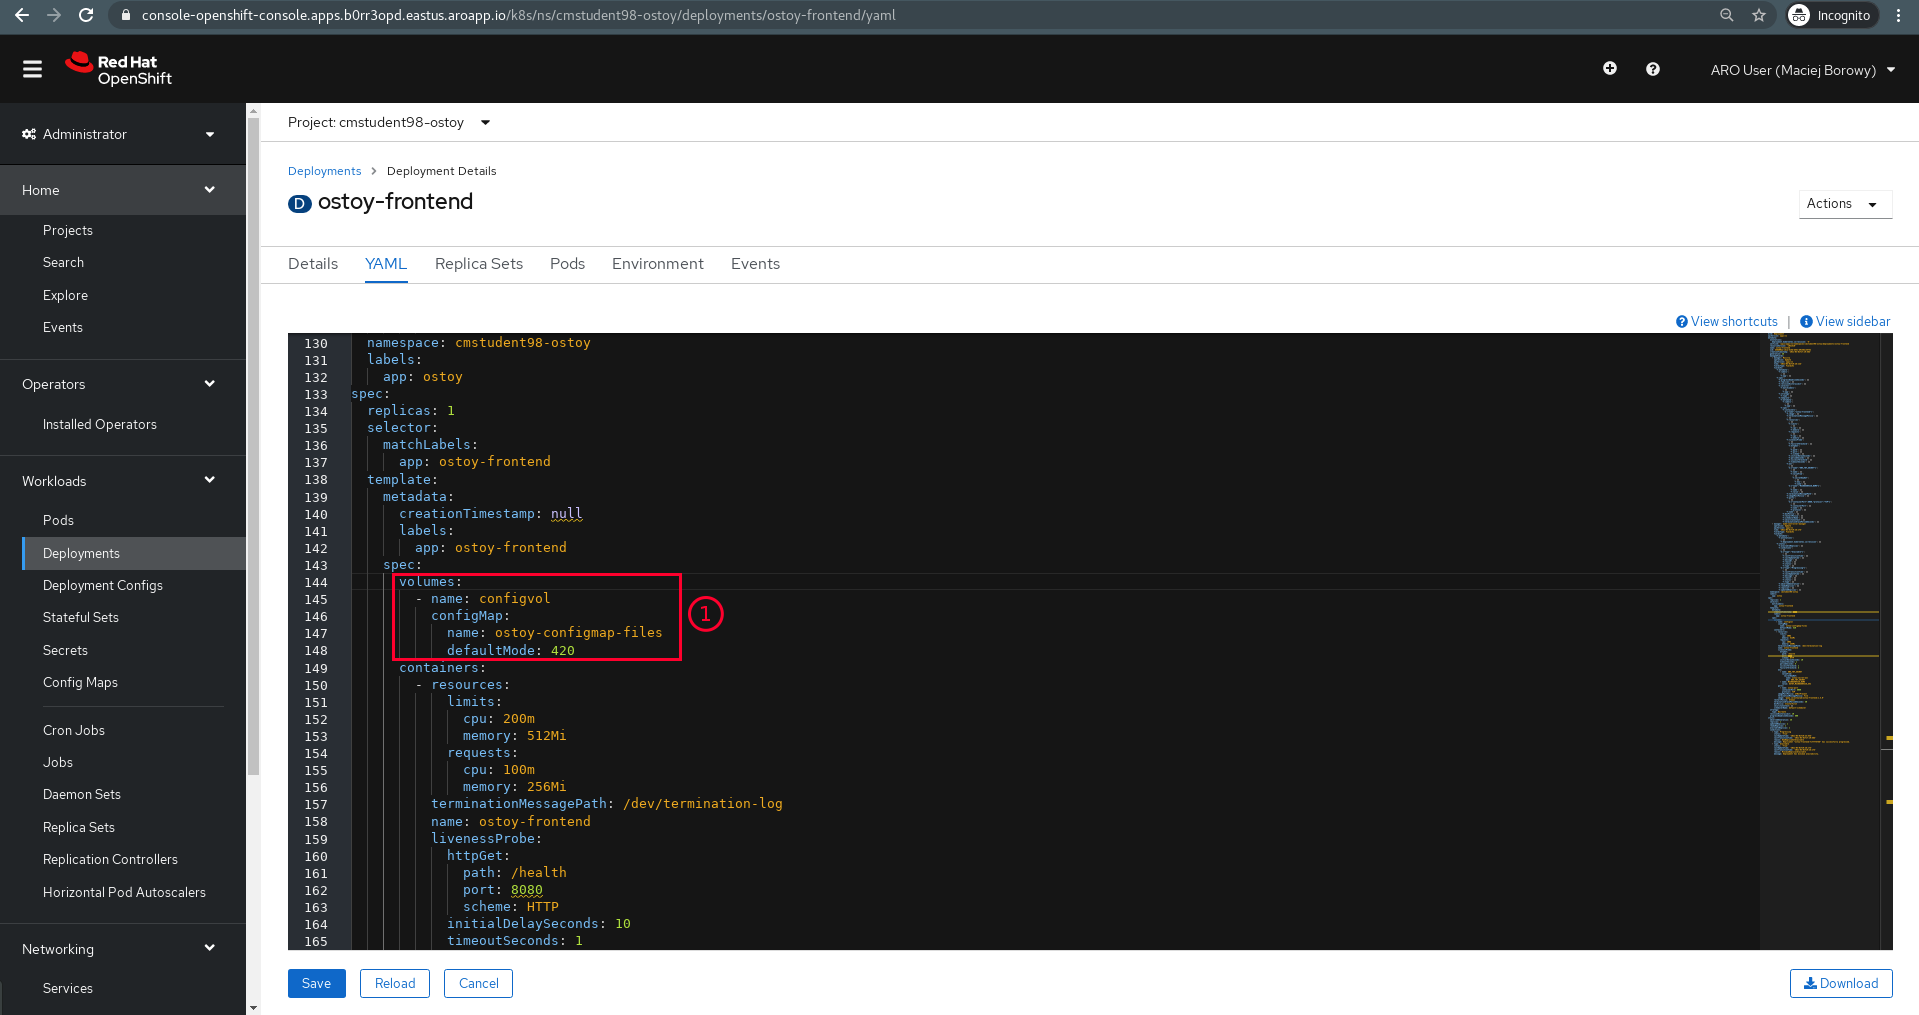 console-openshift-console.apps.b0rr3opd.eastus.aroapp.io/k8s/ns/cmstudent98-ostoy/deployments/ostoy-frontend/yaml
Incognito
Red Hat
OpenShift
ARO User (Maciej Borowy)
Administrator
Home
Projects
Search
Explore
Events
Operators
Installed Operators
Workloads
Pods
Deployments
Deployment Configs
Stateful Sets
Secrets
Config Maps
Cron Jobs
Jobs
Daemon Sets
Replica Sets
Replication Controllers
Horizontal Pod Autoscalers
Networking
Services
Project: cmstudent98-ostoy
Deployments > Deployment Details
D ostoy-frontend
Actions
Details YAML Replica Sets Pods Environment Events
View shortcuts | View sidebar
130 namespace: cmstudent98-ostoy
131 labels:
132 app: ostoy
133 spec:
134 replicas: 1
135 selector:
136 matchLabels:
137 app: ostoy-frontend
138 template:
139 metadata:
140 creationTimestamp: null
141 labels:
142 app: ostoy-frontend
143 spec:
144 volumes:
145 - name: configvol
146 configMap:
147 name: ostoy-configmap-files
148 defaultMode: 420
1
149 containers:
150 - resources:
151 limits:
152 cpu: 200m
153 memory: 512Mi
154 requests:
155 cpu: 100m
156 memory: 256Mi
157 terminationMessagePath: /dev/termination-log
158 name: ostoy-frontend
159 livenessProbe:
160 httpGet:
161 path: /health
162 port: 8080
163 scheme: HTTP
164 initialDelaySeconds: 10
165 timeoutSeconds: 1
Save Reload Cancel
Download